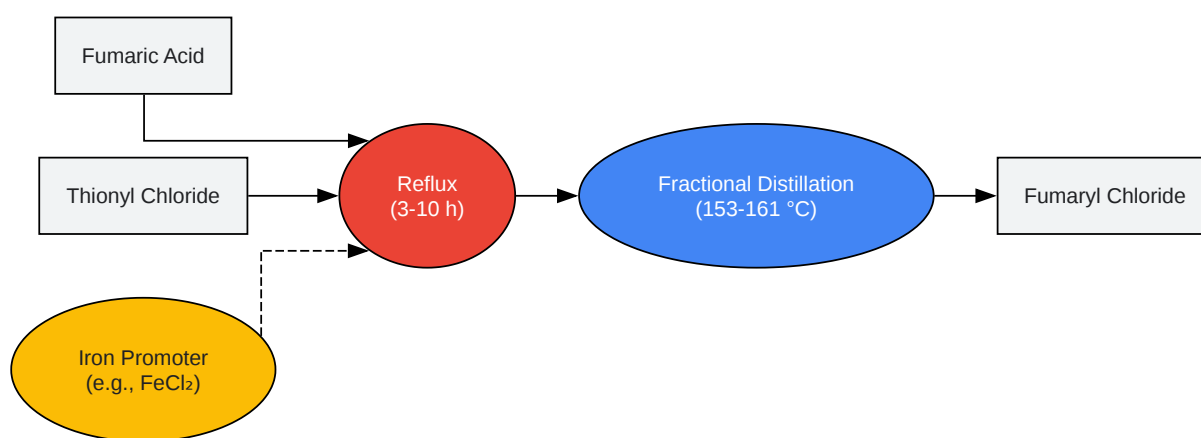 Fumaric Acid
Thionyl Chloride
Iron Promoter
(e.g., FeCl₂)
Reflux
(3-10 h)
Fractional Distillation
(153-161 °C)
Fumaryl Chloride